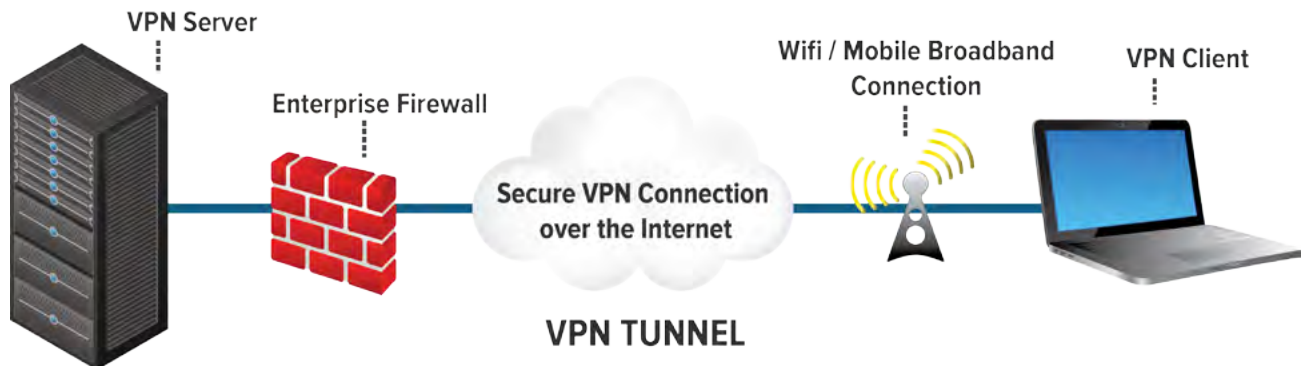 VPN Server
Enterprise Firewall
Secure VPN Connection
over the Internet
Wifi / Mobile Broadband
Connection
VPN Client
VPN TUNNEL